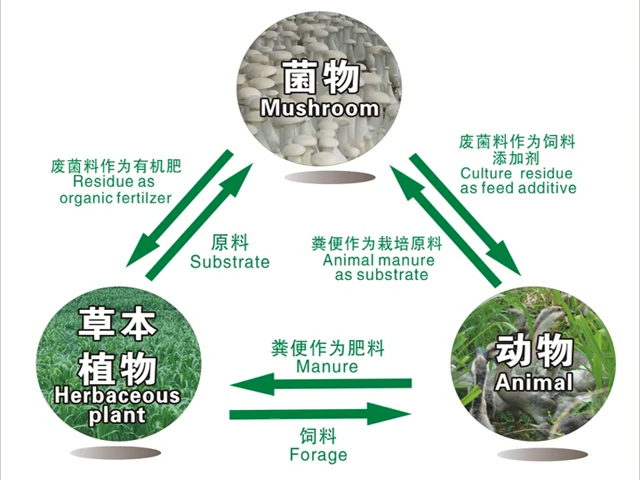 菌物
Mushroom
废菌料作为有机肥
Residue as
organic fertilzer
废菌料作为饲料
添加剂
Culture residue
as feed additive
原料
Substrate
粪便作为栽培原料
Animal manure
as substrate
草本
植物
Herbaceous
plant
粪便作为肥料
Manure
动物
Animal
饲料
Forage